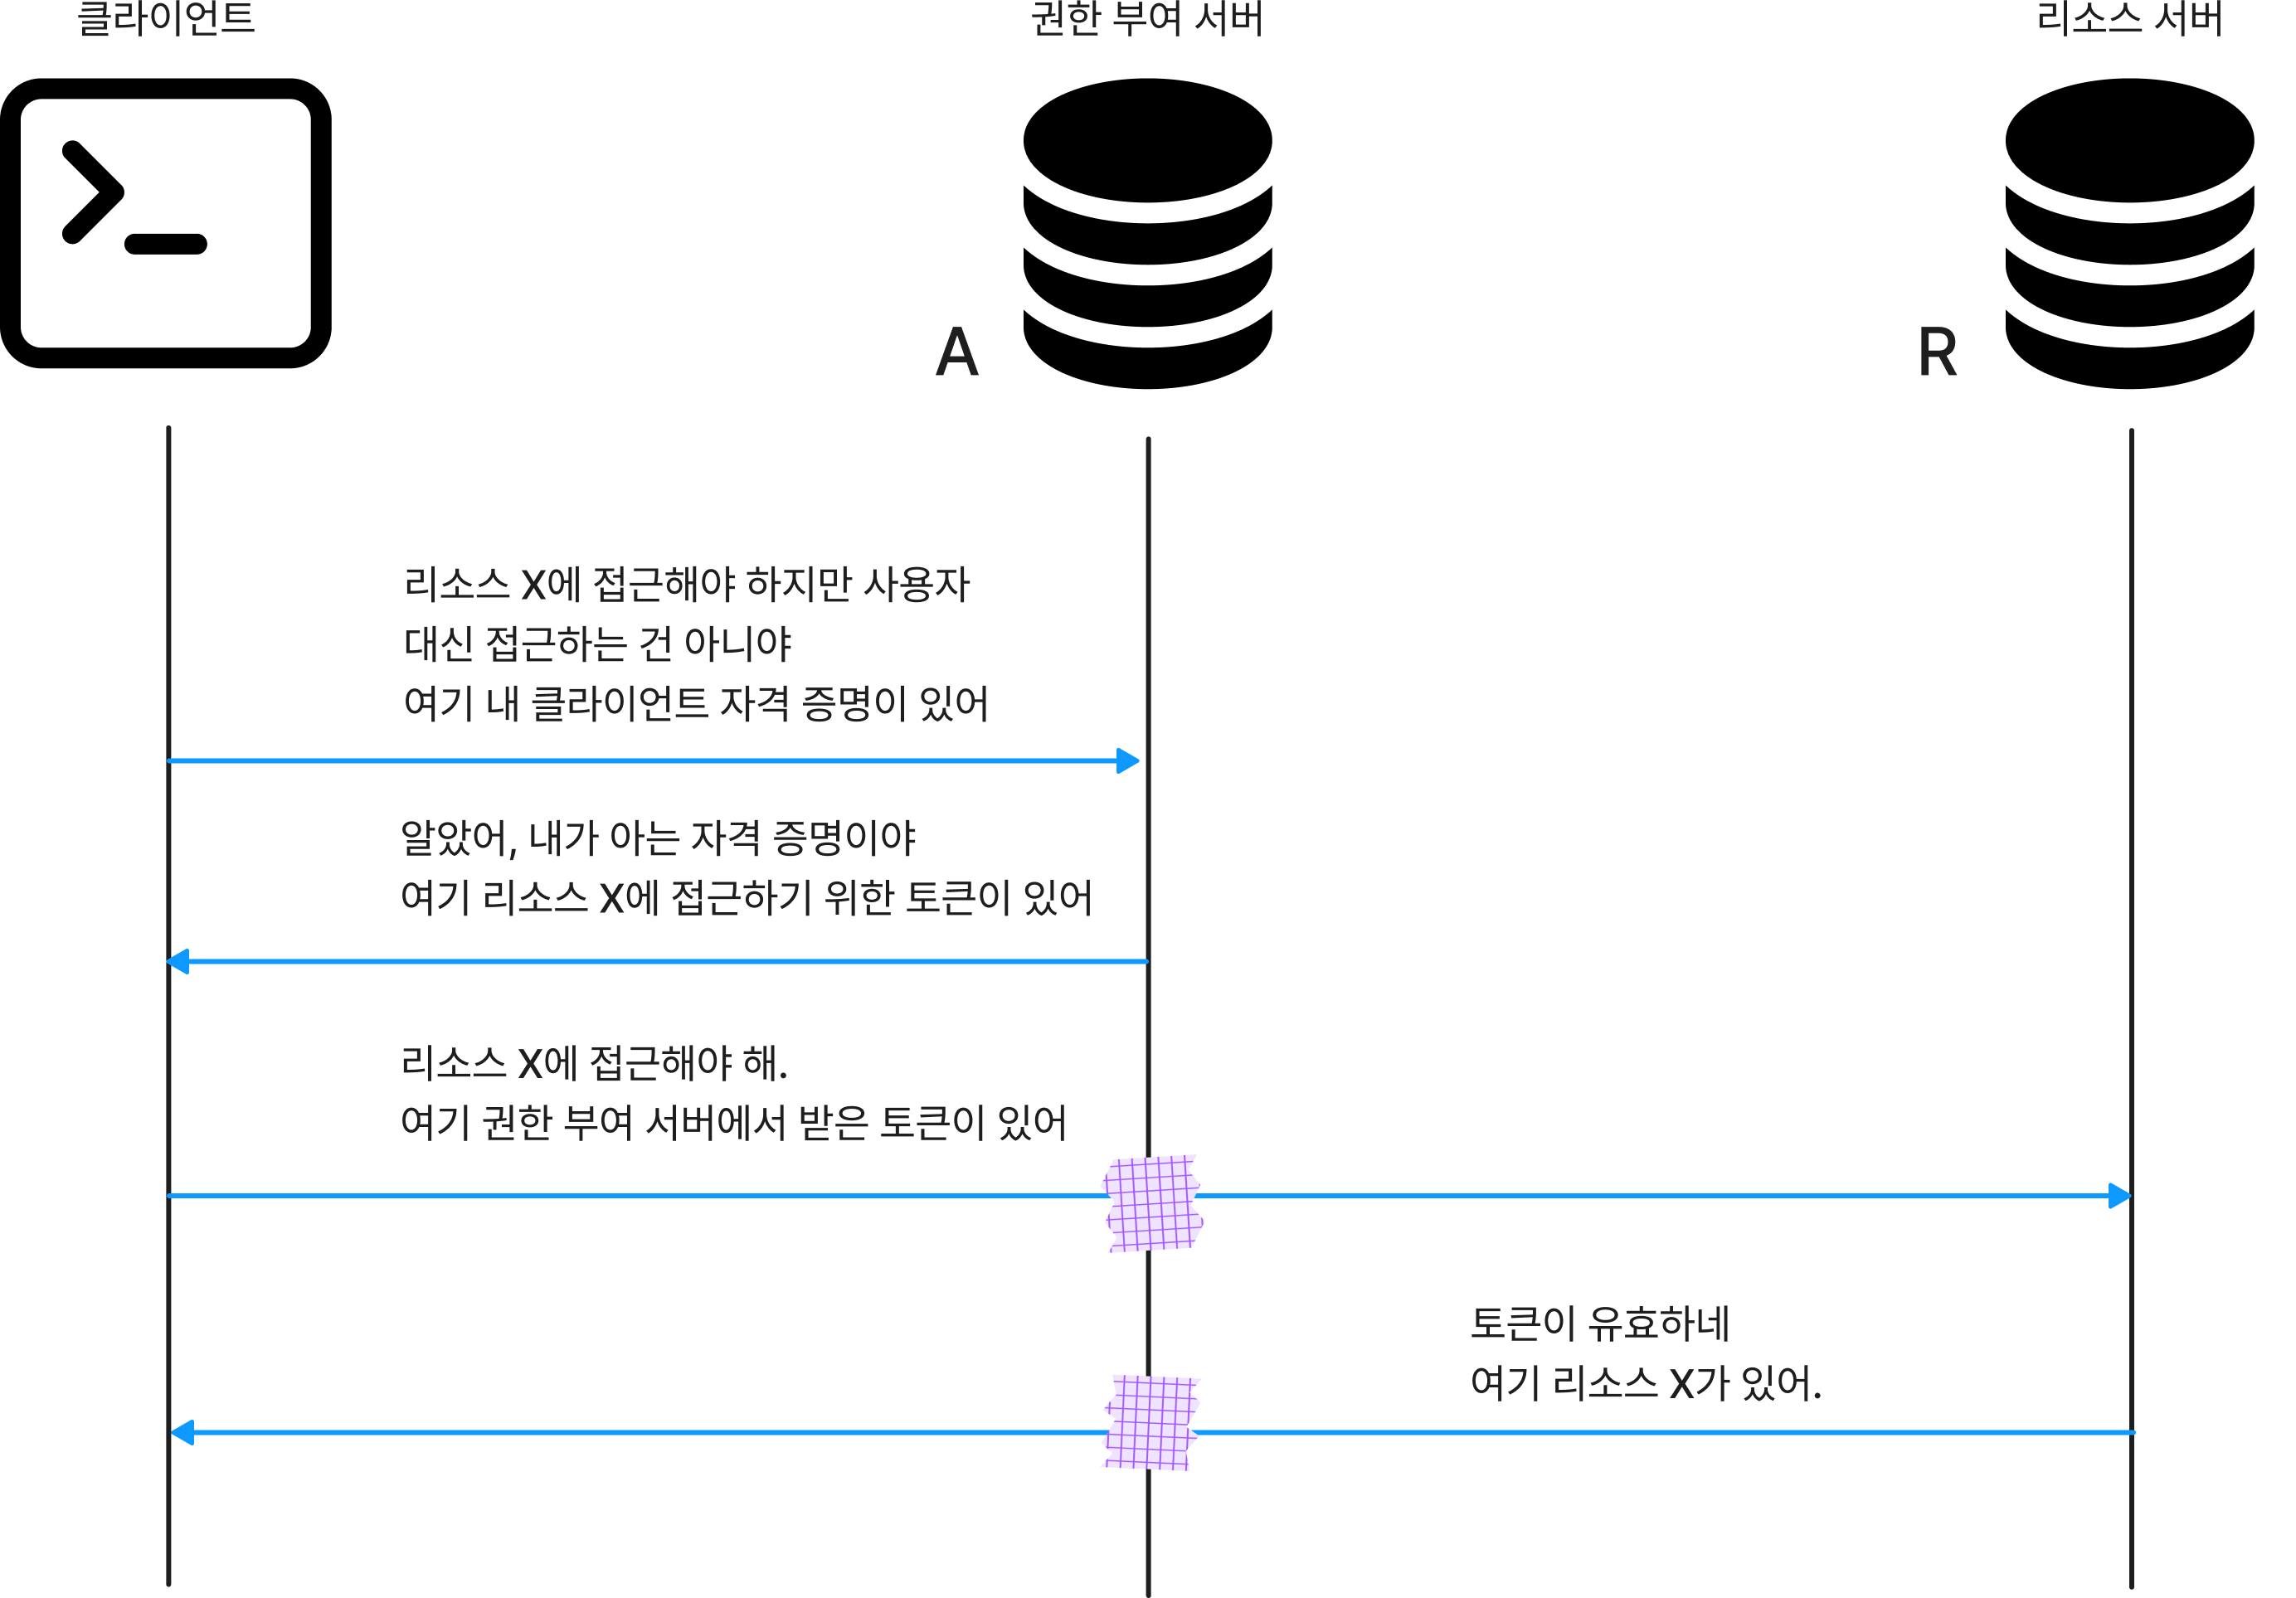 클라이언트
권한 부여 서버
리소스 서버
A
R
리소스 X에 접근해야 하지만 사용자
대신 접근하는 건 아니야
여기 내 클라이언트 자격 증명이 있어
알았어, 내가 아는 자격 증명이야
여기 리소스 X에 접근하기 위한 토큰이 있어
리소스 X에 접근해야 해.
여기 권한 부여 서버에서 받은 토큰이 있어
토큰이 유효하네
여기 리소스 X가 있어.